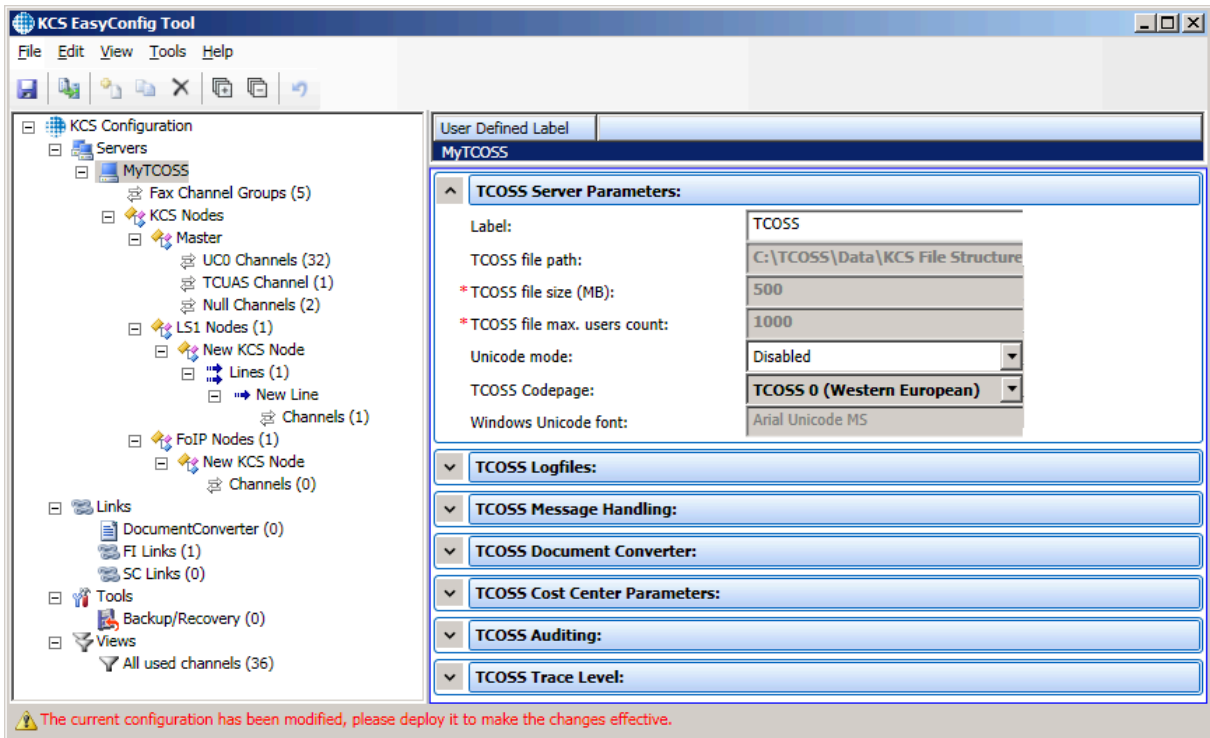 KCS EasyConfig Tool
File Edit View Tools Help
KCS Configuration
Servers
MyTCOSS
Fax Channel Groups (5)
KCS Nodes
Master
UC0 Channels (32)
TCUAS Channel (1)
Null Channels (2)
LS1 Nodes (1)
New KCS Node
Lines (1)
New Line
Channels (1)
FoIP Nodes (1)
New KCS Node
Channels (0)
Links
DocumentConverter (0)
FI Links (1)
SC Links (0)
Tools
Backup/Recovery (0)
Views
All used channels (36)
User Defined Label
MyTCOSS
TCOSS Server Parameters:
Label: TCOSS
TCOSS file path: C:\TCOSS\Data\KCS File Structure
*TCOSS file size (MB): 500
*TCOSS file max. users count: 1000
Unicode mode: Disabled
TCOSS Codepage: TCOSS 0 (Western European)
Windows Unicode font: Arial Unicode MS
TCOSS Logfiles:
TCOSS Message Handling:
TCOSS Document Converter:
TCOSS Cost Center Parameters:
TCOSS Auditing:
TCOSS Trace Level:
The current configuration has been modified, please deploy it to make the changes effective.